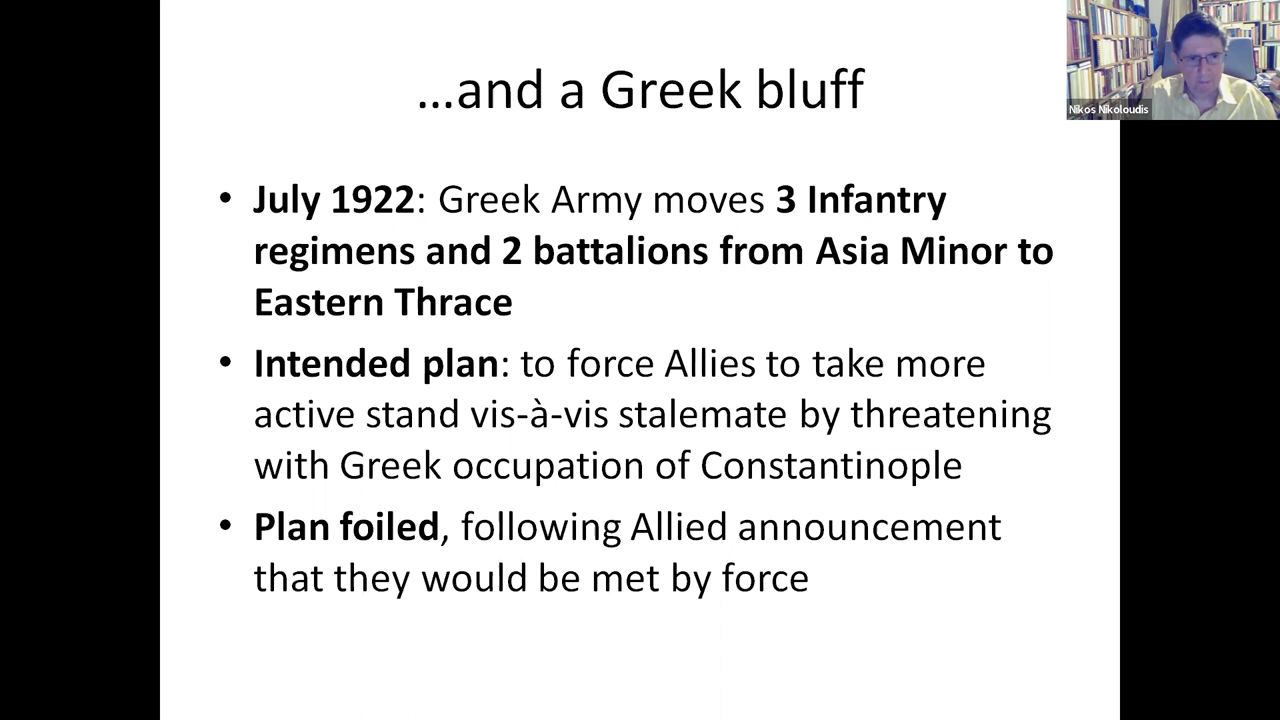 …and a Greek bluff
Nikos Nikoloudis
• July 1922: Greek Army moves 3 Infantry
regimens and 2 battalions from Asia Minor to
Eastern Thrace
• Intended plan: to force Allies to take more
active stand vis-à-vis stalemate by threatening
with Greek occupation of Constantinople
• Plan foiled, following Allied announcement
that they would be met by force